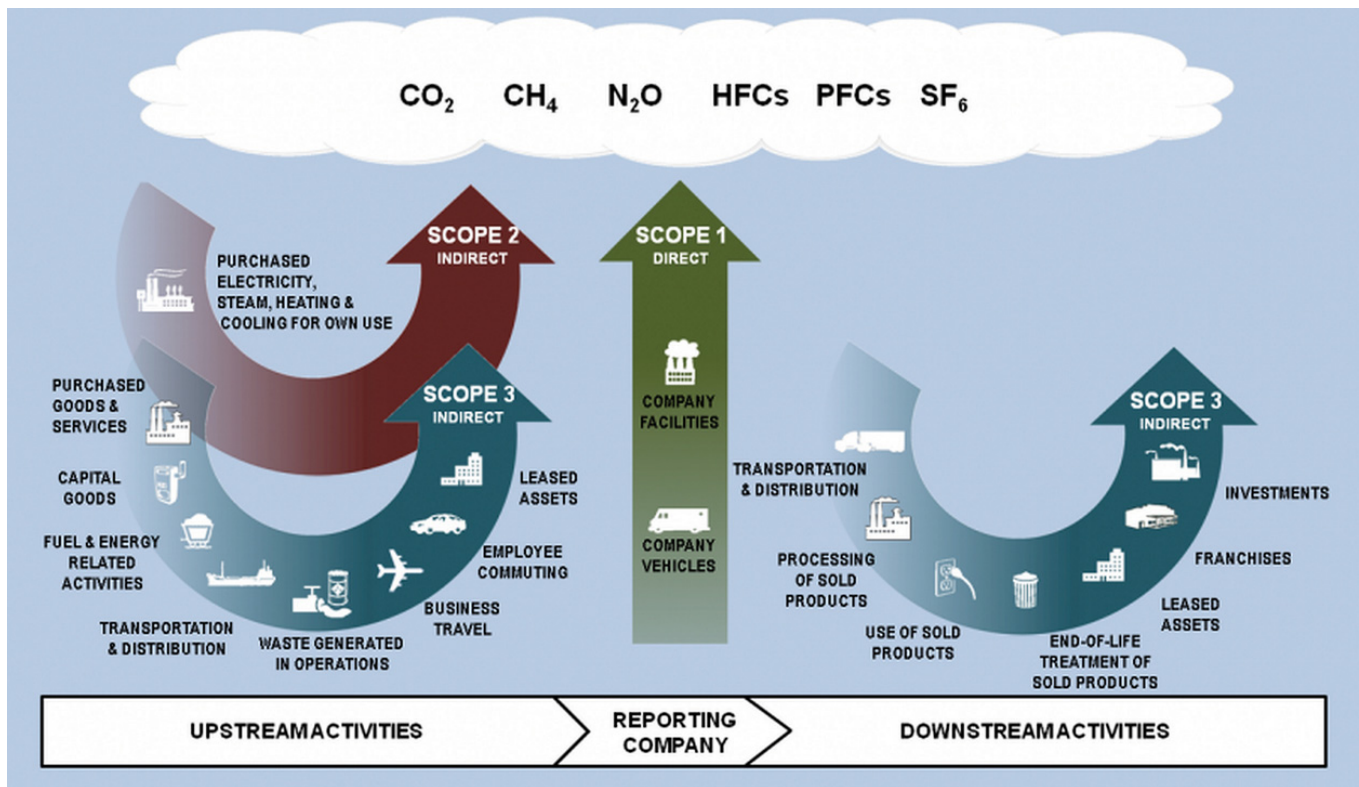 CO2 CH4 N2O HFCs PFCs SF6
SCOPE 2
INDIRECT
SCOPE 1
DIRECT
PURCHASED
ELECTRICITY,
STEAM, HEATING &
COOLING FOR OWN USE
PURCHASED
GOODS &
SERVICES
CAPITAL
GOODS
FUEL & ENERGY
RELATED
ACTIVITIES
TRANSPORTATION
& DISTRIBUTION
WASTE GENERATED
IN OPERATIONS
BUSINESS
TRAVEL
EMPLOYEE
COMMUTING
LEASED
ASSETS
SCOPE 3
INDIRECT
COMPANY
FACILITIES
COMPANY
VEHICLES
SCOPE 3
INDIRECT
TRANSPORTATION
& DISTRIBUTION
PROCESSING
OF SOLD
PRODUCTS
USE OF SOLD
PRODUCTS
END-OF-LIFE
TREATMENT OF
SOLD PRODUCTS
LEASED
ASSETS
FRANCHISES
INVESTMENTS
UPSTREAMACTIVITIES
REPORTING
COMPANY
DOWNSTREAMACTIVITIES